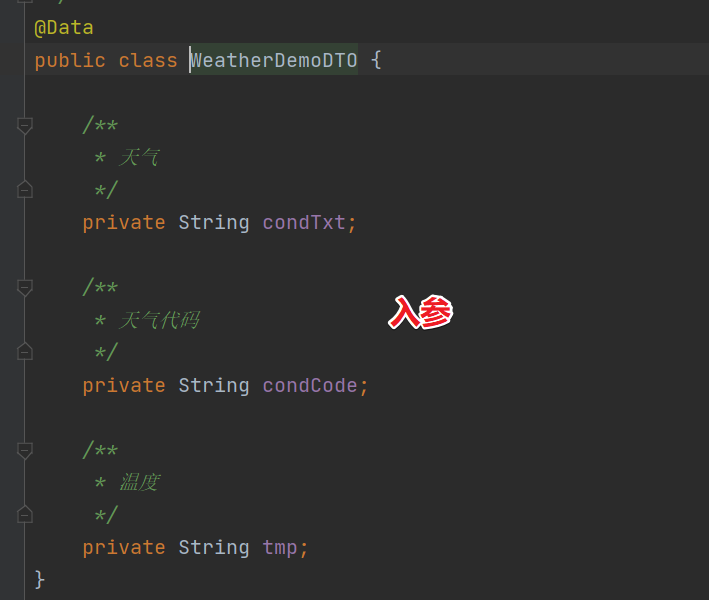 @Data
public class WeatherDemoDTO {
/**
* 天气
*/
private String condTxt;
/**
* 天气代码
*/
入参
private String condCode;
/**
* 温度
*/
private String tmp;
}